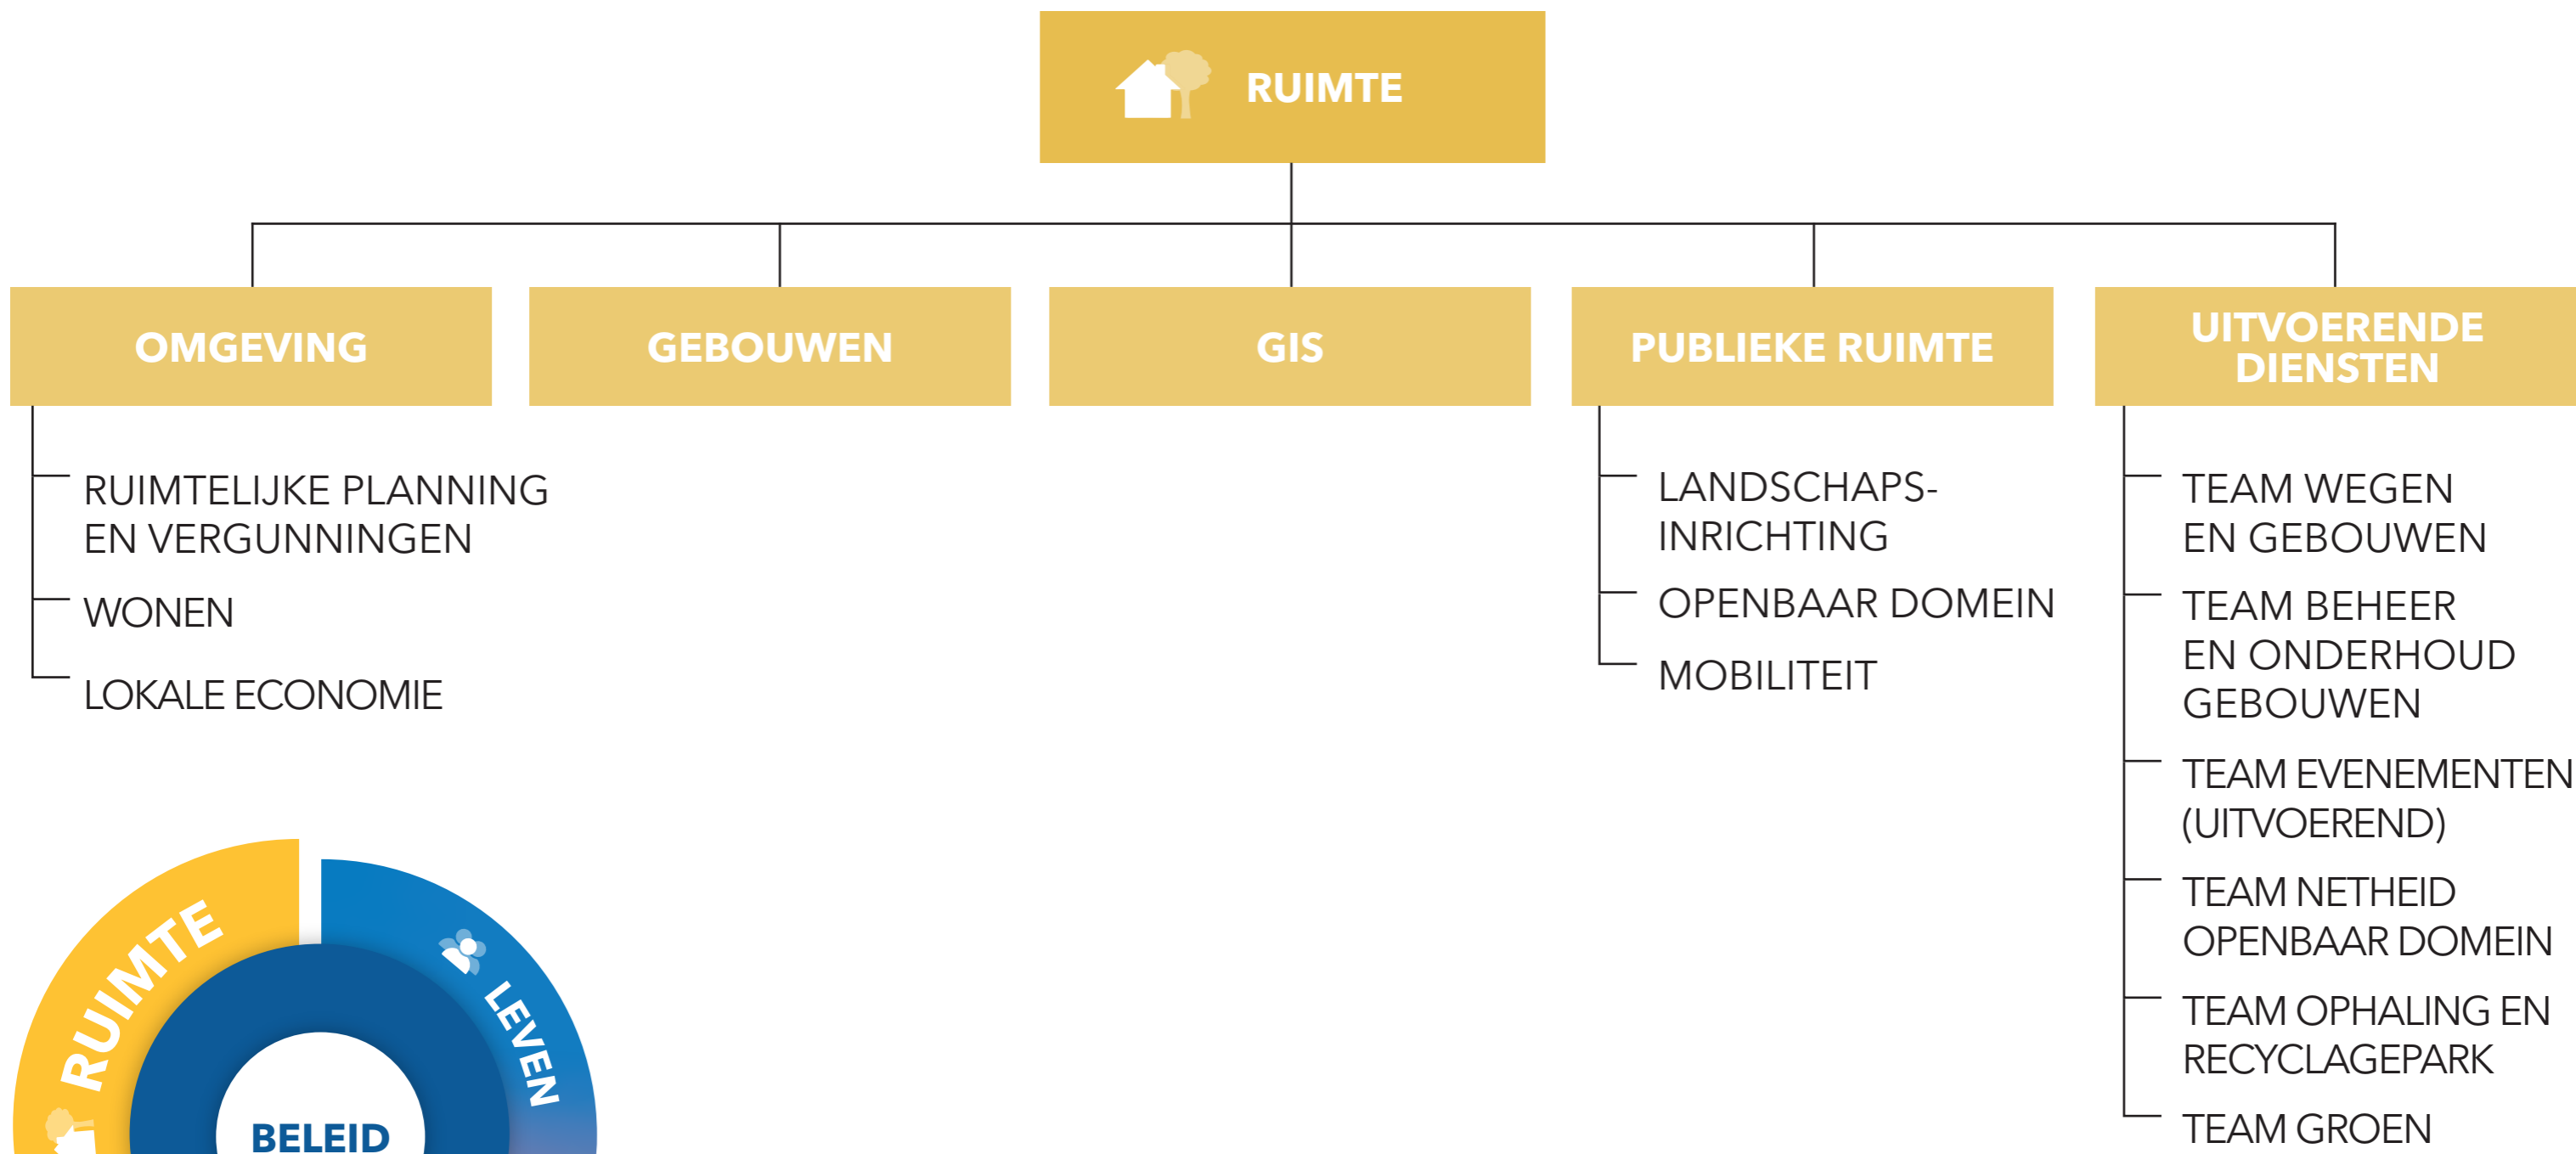 RUIMTE
OMGEVING
GEBOUWEN
GIS
PUBLIEKE RUIMTE
UITVOERENDE
DIENSTEN
RUIMTELIJKE PLANNING
EN VERGUNNINGEN
WONEN
LOKALE ECONOMIE
LANDSCHAPS-
INRICHTING
OPENBAAR DOMEIN
MOBILITEIT
TEAM WEGEN
EN GEBOUWEN
TEAM BEHEER
EN ONDERHOUD
GEBOUWEN
TEAM EVENEMENTEN
(UITVOEREND)
TEAM NETHEID
OPENBAAR DOMEIN
TEAM OPHALING EN
RECYCLAGEPARK
TEAM GROEN
RUIMTE
LEVEN
BELEID